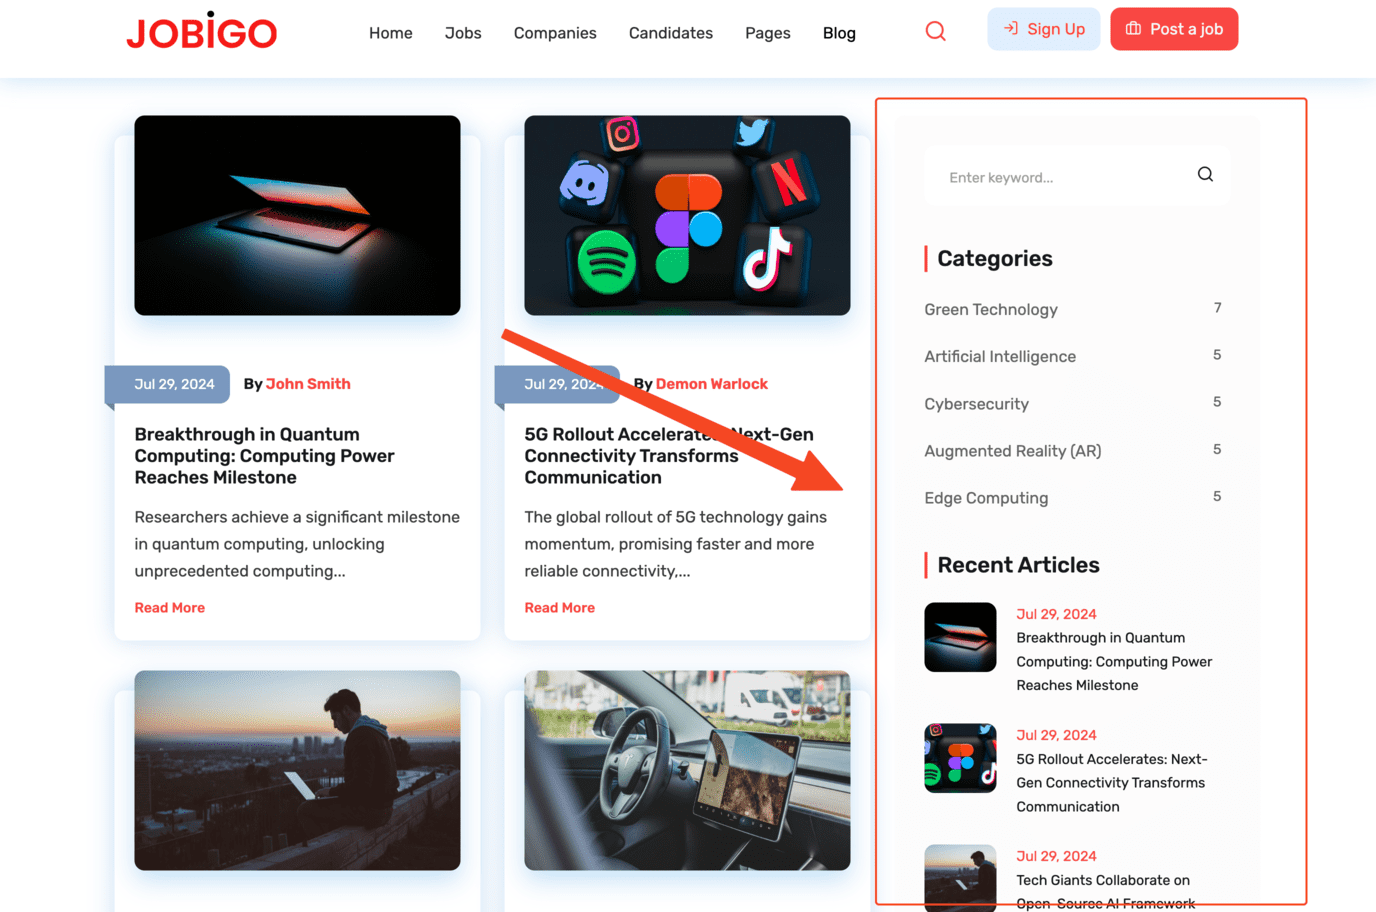 JOBIGO
Home
Jobs
Companies
Candidates
Pages
Blog
Sign Up
Post a job
Jul 29, 2024
By John Smith
Breakthrough in Quantum
Computing: Computing Power
Reaches Milestone
Researchers achieve a significant milestone
in quantum computing, unlocking
unprecedented computing...
Read More
Jul 29, 2024
By Demon Warlock
5G Rollout Accelerates: Next-Gen
Connectivity Transforms
Communication
The global rollout of 5G technology gains
momentum, promising faster and more
reliable connectivity,...
Read More
Enter keyword...
Categories
Green Technology 7
Artificial Intelligence 5
Cybersecurity 5
Augmented Reality (AR) 5
Edge Computing 5
Recent Articles
Jul 29, 2024
Breakthrough in Quantum
Computing: Computing Power
Reaches Milestone
Jul 29, 2024
5G Rollout Accelerates: Next-
Gen Connectivity Transforms
Communication
Jul 29, 2024
Tech Giants Collaborate on
Open-Source AI Framework